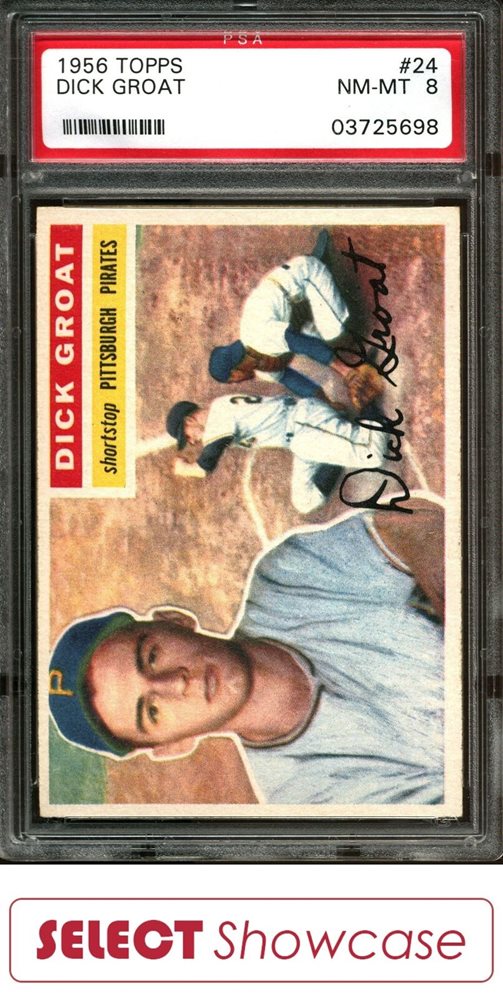 PSA
1956 TOPPS #24
DICK GROAT NM-MT 8
03725698
DICK GROAT
shortstop PITTSBURGH PIRATES
Dick Groat
P
2
SELECT Showcase